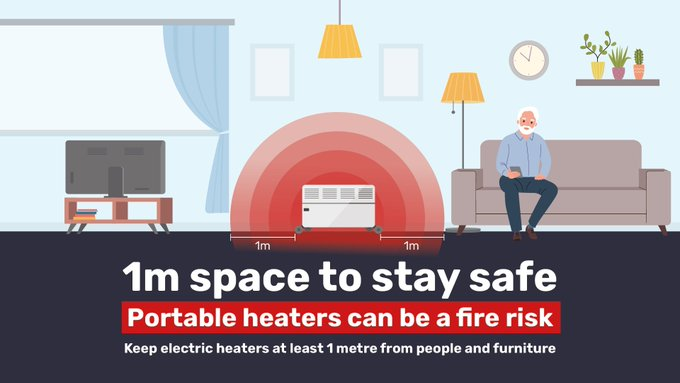 1m
1m
1m space to stay safe
Portable heaters can be a fire risk
Keep electric heaters at least 1 metre from people and furniture